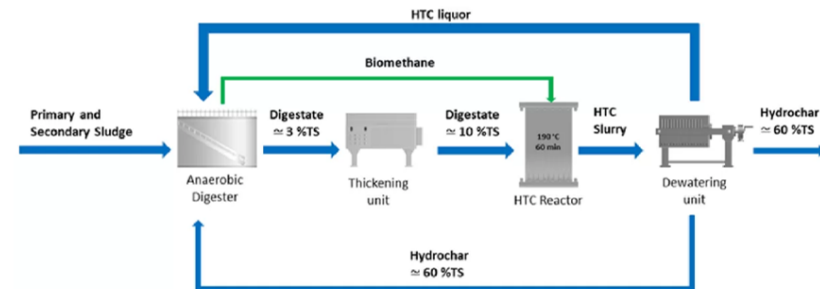 HTC liquor
Biomethane
Primary and
Secondary Sludge
Digestate
≃ 3 %TS
Digestate
≃ 10 %TS
190 °C
60 min
HTC
Slurry
Hydrochar
≃ 60 %TS
Anaerobic
Digester
Thickening
unit
HTC Reactor
Dewatering
unit
Hydrochar
≃ 60 %TS